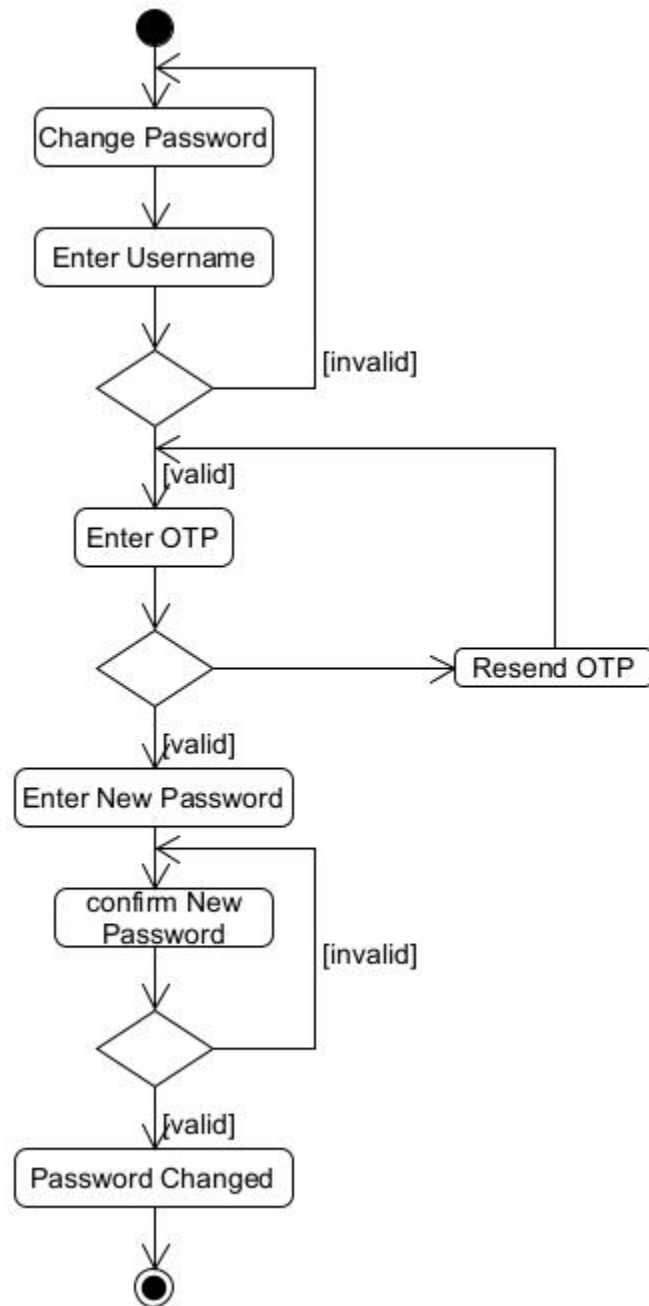 Change Password
Enter Username
[invalid]
[valid]
Enter OTP
Resend OTP
[valid]
Enter New Password
confirm New
Password
[invalid]
[valid]
Password Changed